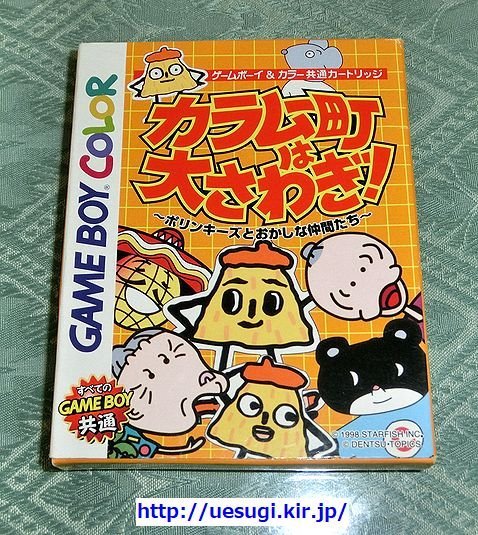 GAME BOY COLOR
ゲームボーイ & カラー共通カートリッジ
カラムー町
は
大さわぎ!
~ポリンキーズとおかしな仲間たち~
すべての
GAME BOY
共通
© 1998 STARFISH INC.
© DENTSU・TOPICS
http://uesugi.kir.jp/